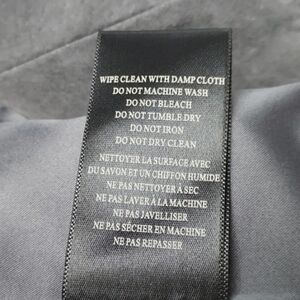 WIPE CLEAN WITH DAMP CLOTH
DO NOT MACHINE WASH
DO NOT BLEACH
DO NOT TUMBLE DRY
DO NOT IRON
DO NOT DRY CLEAN
NETTOYER LA SURFACE AVEC
DU SAVON ET UN CHIFFON HUMIDE
NE PAS NETTOYER À SEC
NE PAS LAVER À LA MACHINE
NE PAS JAVELLISER
NE PAS SÉCHER EN MACHINE
NE PAS REPASSER